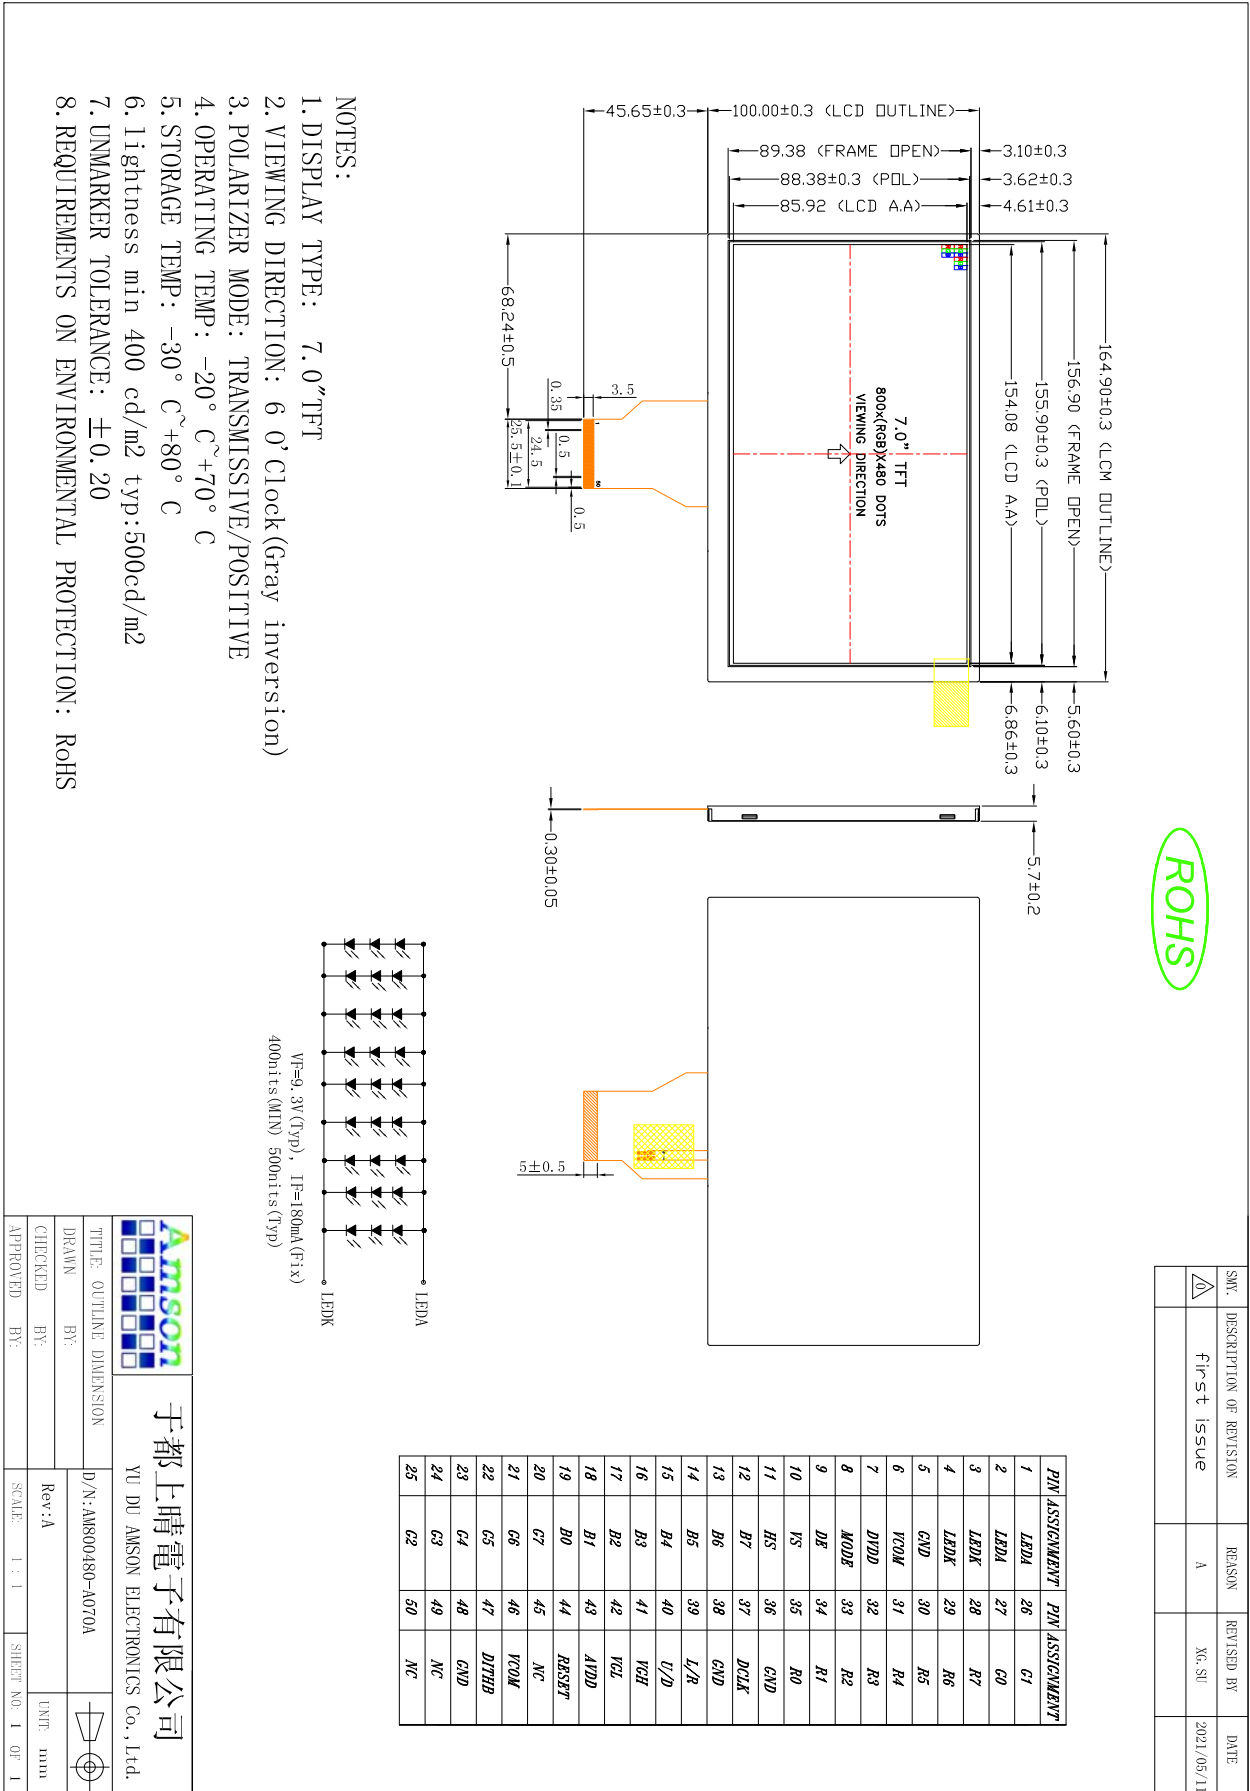 SMY.
DESCRIPTION OF REVISION
REASON
REVISED BY
DATE
0
first issue
A
XG.SU
2021/05/11
ROHS
164.90±0.3 (LCM OUTLINE)
156.90 (FRAME OPEN)
5.60±0.3
155.90±0.3 (POL)
6.10±0.3
154.08 (LCD A.A)
6.86±0.3
3.10±0.3
3.62±0.3
4.61±0.3
45.65±0.3
100.00±0.3 (LCD OUTLINE)
89.38 (FRAME OPEN)
88.38±0.3 (POL)
85.92 (LCD A.A)
7.0" TFT
800x(RGB)X480 DOTS
VIEWING DIRECTION
68.24±0.5
3.5
0.35
0.5
0.5
24.5
25.5±0.1
1
50
5.7±0.2
0.30±0.05
5±0.5
PIN ASSIGNMENT PIN ASSIGNMENT
1 LEDA 26 G1
2 LEDA 27 G0
3 LEDK 28 R7
4 LEDK 29 R6
5 GND 30 R5
6 VCOM 31 R4
7 DVDD 32 R3
8 MODE 33 R2
9 DE 34 R1
10 VS 35 R0
11 HS 36 GND
12 B7 37 DCLK
13 B6 38 GND
14 B5 39 L/R
15 B4 40 U/D
16 B3 41 VGH
17 B2 42 VGL
18 B1 43 AVDD
19 B0 44 RESET
20 G7 45 NC
21 G6 46 VCOM
22 G5 47 DITHB
23 G4 48 GND
24 G3 49 NC
25 G2 50 NC
LEDA
LEDK
VF=9.3V(Typ), IF=180mA(Fix)
400nits(MIN) 500nits(Typ)
NOTES:
1. DISPLAY TYPE: 7.0"TFT
2. VIEWING DIRECTION: 6 O'Clock(Gray inversion)
3. POLARIZER MODE: TRANSMISSIVE/POSITIVE
4. OPERATING TEMP: -20° C~+70° C
5. STORAGE TEMP: -30° C~+80° C
6. lightness min 400 cd/m2 typ:500cd/m2
7. UNMARKER TOLERANCE: ±0.20
8. REQUIREMENTS ON ENVIRONMENTAL PROTECTION: RoHS
Amson
于都上晴電子有限公司
YU DU AMSON ELECTRONICS Co.,Ltd.
TITLE: OUTLINE DIMENSION
D/N:AM800480-A070A
DRAWN BY:
CHECKED BY:
Rev:A
UNIT: mm
APPROVED BY:
SCALE: 1 : 1
SHEET NO: 1 OF 1